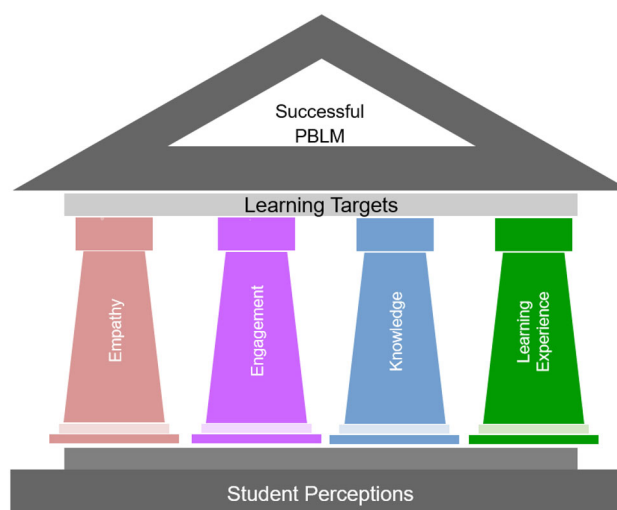 Successful
PBLM
Learning Targets
Empathy
Engagement
Knowledge
Learning
Experience
Student Perceptions